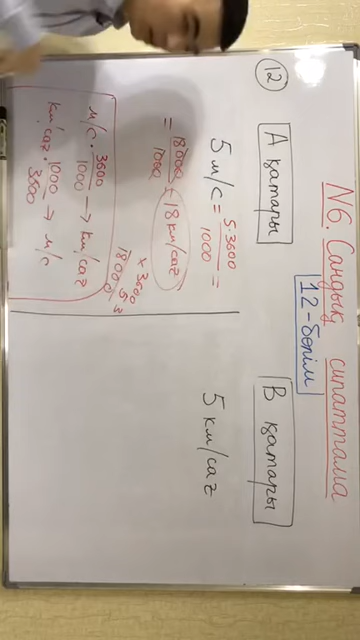 №6. Сандық сипаттама
12-бөлім
12
А қатары
В қатары
5 м/с = 5·3600/1000 =
= 18000/1000 = 18 км/сағ
5 км/сағ
× 3600
5
18000
м/с · 3600/1000 → км/сағ
км/сағ · 1000/3600 → м/с